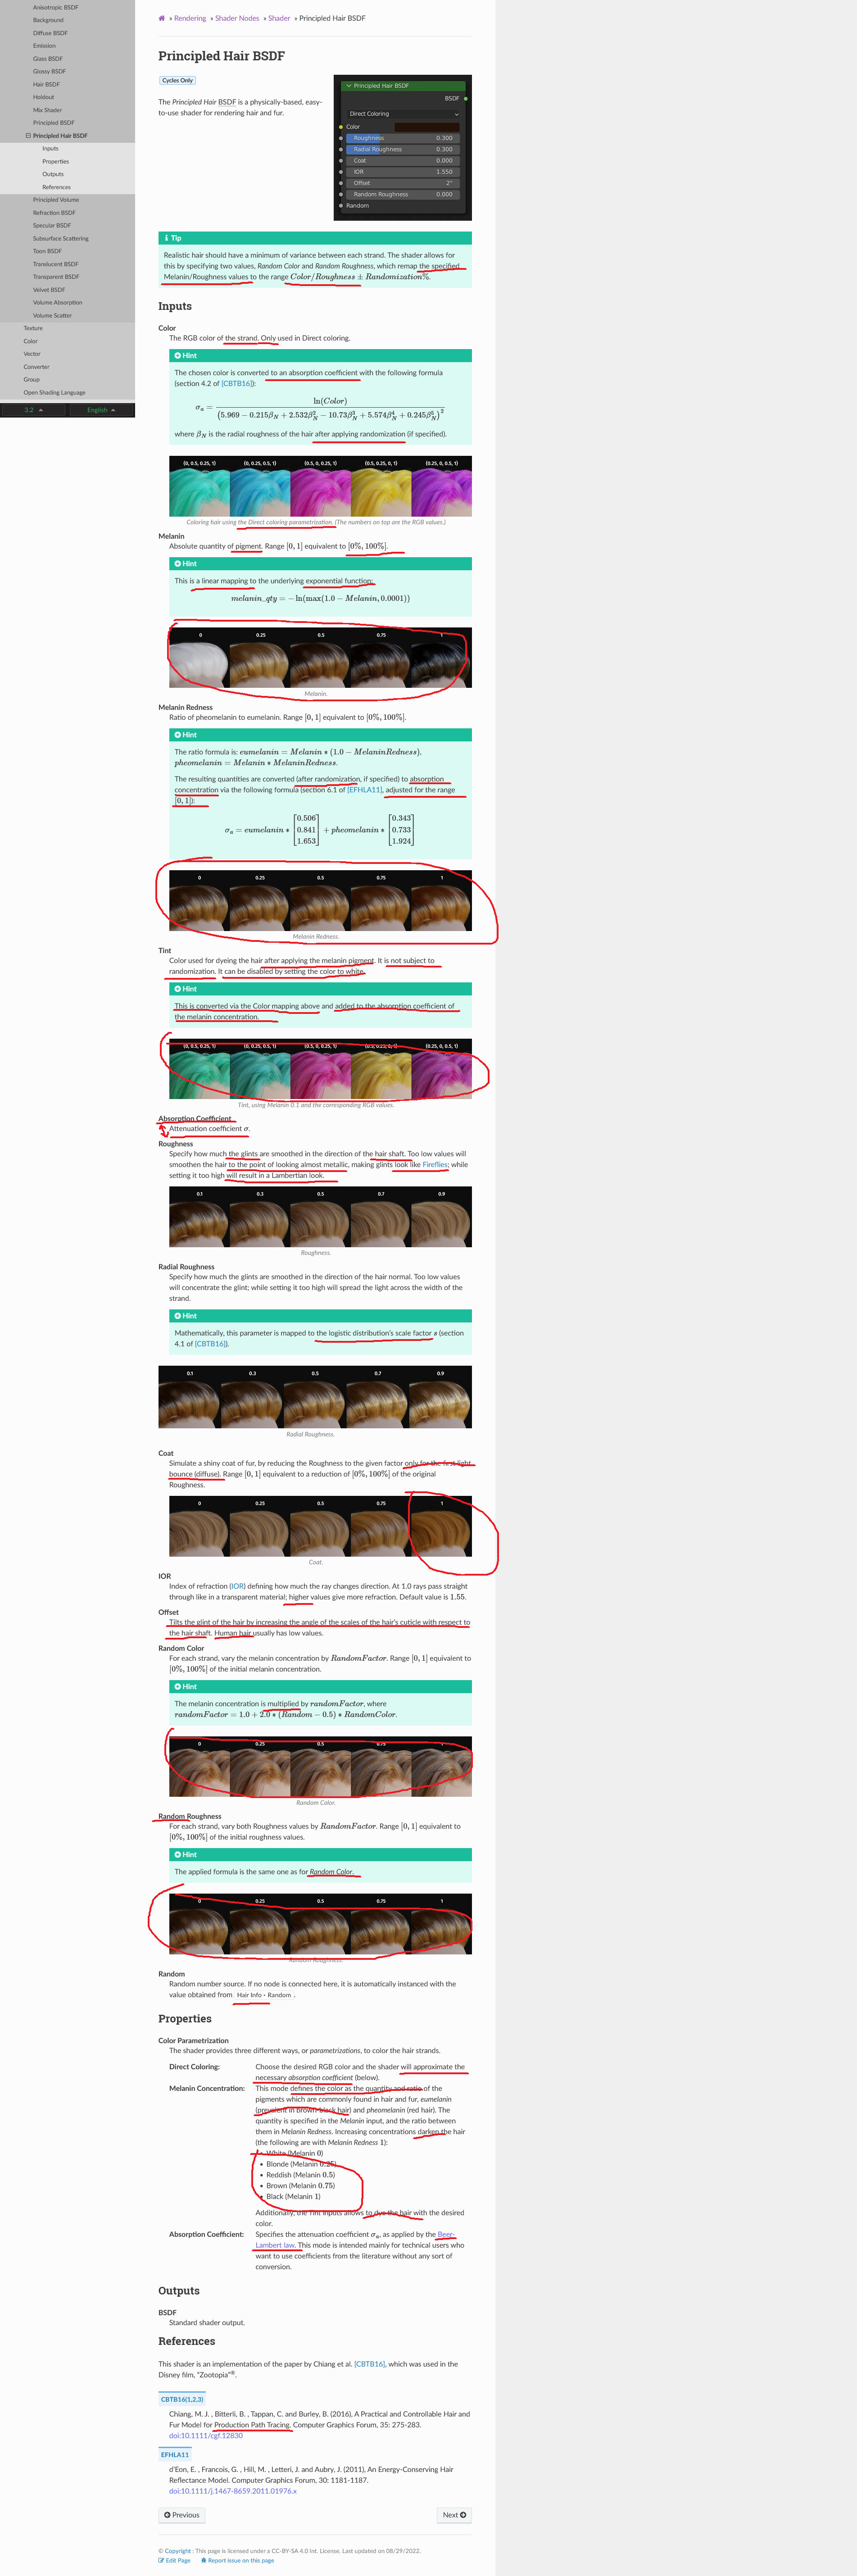 Anisotropic BSDF
Background
Diffuse BSDF
Emission
Glass BSDF
Glossy BSDF
Hair BSDF
Holdout
Mix Shader
Principled BSDF
Principled Hair BSDF
Inputs
Properties
Outputs
References
Principled Volume
Refraction BSDF
Specular BSDF
Subsurface Scattering
Toon BSDF
Translucent BSDF
Transparent BSDF
Velvet BSDF
Volume Absorption
Volume Scatter
Texture
Color
Vector
Converter
Group
Open Shading Language
3.2 English
» Rendering » Shader Nodes » Shader » Principled Hair BSDF
Principled Hair BSDF
Cycles Only
The Principled Hair BSDF is a physically-based, easy-
to-use shader for rendering hair and fur.
Principled Hair BSDF
BSDF
Direct Coloring
Color
Roughness 0.300
Radial Roughness 0.300
Coat 0.000
IOR 1.550
Offset 2°
Random Roughness 0.000
Random
Tip
Realistic hair should have a minimum of variance between each strand. The shader allows for
this by specifying two values, Random Color and Random Roughness, which remap the specified
Melanin/Roughness values to the range Color/Roughness ± Randomization%.
Inputs
Color
The RGB color of the strand. Only used in Direct coloring.
Hint
The chosen color is converted to an absorption coefficient with the following formula
(section 4.2 of [CBTB16]):
σₐ = ln(Color) / (5.969 − 0.215β_N + 2.532β_N² − 10.73β_N³ + 5.574β_N⁴ + 0.245β_N⁵)²
where β_N is the radial roughness of the hair after applying randomization (if specified).
(0, 0.5, 0.25, 1) (0, 0.25, 0.5, 1) (0.5, 0, 0.25, 1) (0.5, 0.25, 0, 1) (0.25, 0, 0.5, 1)
Coloring hair using the Direct coloring parametrization. (The numbers on top are the RGB values.)
Melanin
Absolute quantity of pigment. Range [0, 1] equivalent to [0%, 100%].
Hint
This is a linear mapping to the underlying exponential function:
melanin_qty = − ln(max(1.0 − Melanin, 0.0001))
0 0.25 0.5 0.75 1
Melanin.
Melanin Redness
Ratio of pheomelanin to eumelanin. Range [0, 1] equivalent to [0%, 100%].
Hint
The ratio formula is: eumelanin = Melanin ∗ (1.0 − MelaninRedness),
pheomelanin = Melanin ∗ MelaninRedness.
The resulting quantities are converted (after randomization, if specified) to absorption
concentration via the following formula (section 6.1 of [EFHLA11], adjusted for the range
[0, 1]):
σₐ = eumelanin ∗ [0.506 0.841 1.653] + pheomelanin ∗ [0.343 0.733 1.924]
0 0.25 0.5 0.75 1
Melanin Redness.
Tint
Color used for dyeing the hair after applying the melanin pigment. It is not subject to
randomization. It can be disabled by setting the color to white.
Hint
This is converted via the Color mapping above and added to the absorption coefficient of
the melanin concentration.
(0, 0.5, 0.25, 1) (0, 0.25, 0.5, 1) (0.5, 0, 0.25, 1) (0.5, 0.25, 0, 1) (0.25, 0, 0.5, 1)
Tint, using Melanin 0.1 and the corresponding RGB values.
Absorption Coefficient
Attenuation coefficient σ.
Roughness
Specify how much the glints are smoothed in the direction of the hair shaft. Too low values will
smoothen the hair to the point of looking almost metallic, making glints look like Fireflies; while
setting it too high will result in a Lambertian look.
0.1 0.3 0.5 0.7 0.9
Roughness.
Radial Roughness
Specify how much the glints are smoothed in the direction of the hair normal. Too low values
will concentrate the glint; while setting it too high will spread the light across the width of the
strand.
Hint
Mathematically, this parameter is mapped to the logistic distribution's scale factor s (section
4.1 of [CBTB16]).
0.1 0.3 0.5 0.7 0.9
Radial Roughness.
Coat
Simulate a shiny coat of fur, by reducing the Roughness to the given factor only for the first light
bounce (diffuse). Range [0, 1] equivalent to a reduction of [0%, 100%] of the original
Roughness.
0 0.25 0.5 0.75 1
Coat.
IOR
Index of refraction (IOR) defining how much the ray changes direction. At 1.0 rays pass straight
through like in a transparent material; higher values give more refraction. Default value is 1.55.
Offset
Tilts the glint of the hair by increasing the angle of the scales of the hair's cuticle with respect to
the hair shaft. Human hair usually has low values.
Random Color
For each strand, vary the melanin concentration by RandomFactor. Range [0, 1] equivalent to
[0%, 100%] of the initial melanin concentration.
Hint
The melanin concentration is multiplied by randomFactor, where
randomFactor = 1.0 + 2.0 ∗ (Random − 0.5) ∗ RandomColor.
0 0.25 0.5 0.75 1
Random Color.
Random Roughness
For each strand, vary both Roughness values by RandomFactor. Range [0, 1] equivalent to
[0%, 100%] of the initial roughness values.
Hint
The applied formula is the same one as for Random Color.
0 0.25 0.5 0.75 1
Random Roughness.
Random
Random number source. If no node is connected here, it is automatically instanced with the
value obtained from Hair Info ‣ Random .
Properties
Color Parametrization
The shader provides three different ways, or parametrizations, to color the hair strands.
Direct Coloring: Choose the desired RGB color and the shader will approximate the
necessary absorption coefficient (below).
Melanin Concentration: This mode defines the color as the quantity and ratio of the
pigments which are commonly found in hair and fur, eumelanin
(prevalent in brown-black hair) and pheomelanin (red hair). The
quantity is specified in the Melanin input, and the ratio between
them in Melanin Redness. Increasing concentrations darken the hair
(the following are with Melanin Redness 1):
• White (Melanin 0)
• Blonde (Melanin 0.25)
• Reddish (Melanin 0.5)
• Brown (Melanin 0.75)
• Black (Melanin 1)
Additionally, the Tint inputs allows to dye the hair with the desired
color.
Absorption Coefficient: Specifies the attenuation coefficient σₐ, as applied by the Beer-
Lambert law. This mode is intended mainly for technical users who
want to use coefficients from the literature without any sort of
conversion.
Outputs
BSDF
Standard shader output.
References
This shader is an implementation of the paper by Chiang et al. [CBTB16], which was used in the
Disney film, "Zootopia"®.
CBTB16(1,2,3)
Chiang, M. J. , Bitterli, B. , Tappan, C. and Burley, B. (2016), A Practical and Controllable Hair and
Fur Model for Production Path Tracing. Computer Graphics Forum, 35: 275-283.
doi:10.1111/cgf.12830
EFHLA11
d'Eon, E. , Francois, G. , Hill, M. , Letteri, J. and Aubry, J. (2011), An Energy-Conserving Hair
Reflectance Model. Computer Graphics Forum, 30: 1181-1187.
doi:10.1111/j.1467-8659.2011.01976.x
Previous Next
© Copyright : This page is licensed under a CC-BY-SA 4.0 Int. License. Last updated on 08/29/2022.
Edit Page Report issue on this page